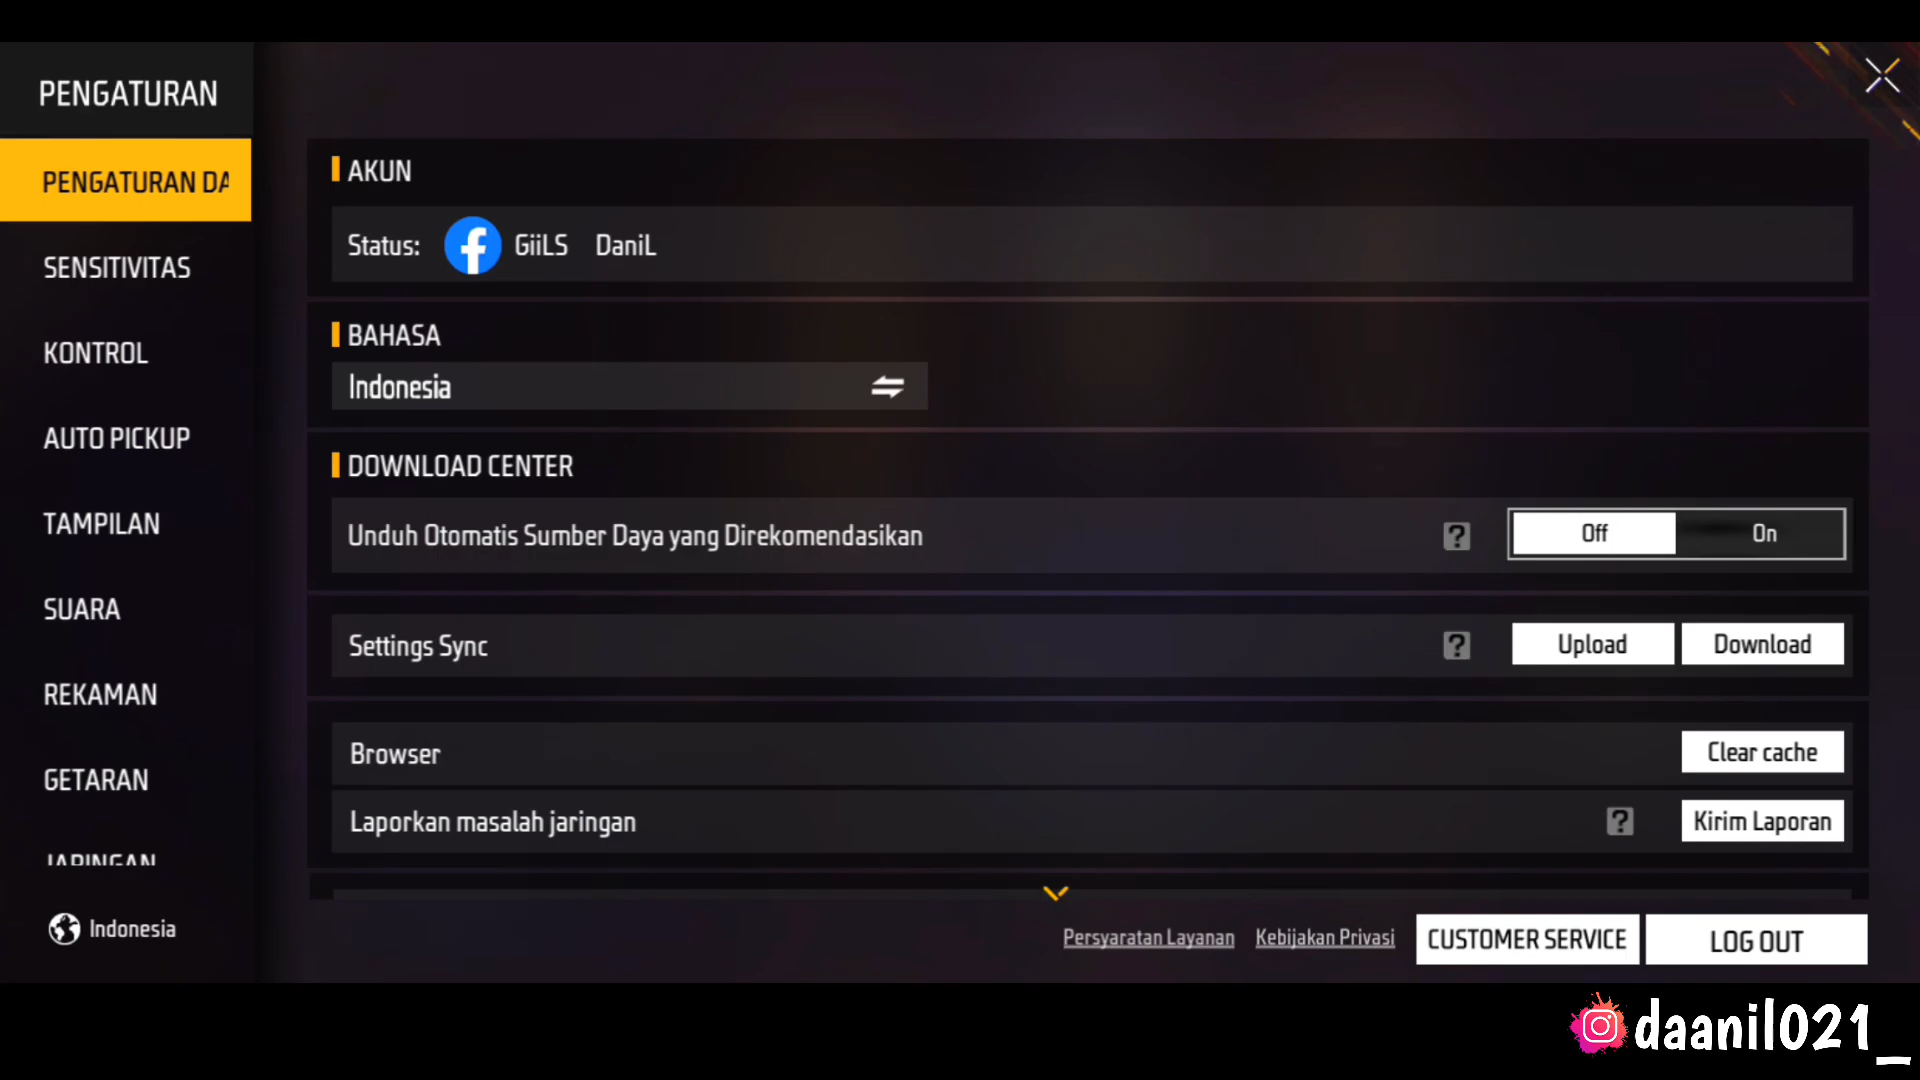 PENGATURAN
PENGATURAN DA
SENSITIVITAS
KONTROL
AUTO PICKUP
TAMPILAN
SUARA
REKAMAN
GETARAN
JARINGAN
Indonesia
AKUN
Status: GiiLS DaniL
BAHASA
Indonesia
DOWNLOAD CENTER
Unduh Otomatis Sumber Daya yang Direkomendasikan ? Off On
Settings Sync ? Upload Download
Browser Clear cache
Laporkan masalah jaringan ? Kirim Laporan
Persyaratan Layanan Kebijakan Privasi CUSTOMER SERVICE LOG OUT
daanil021_